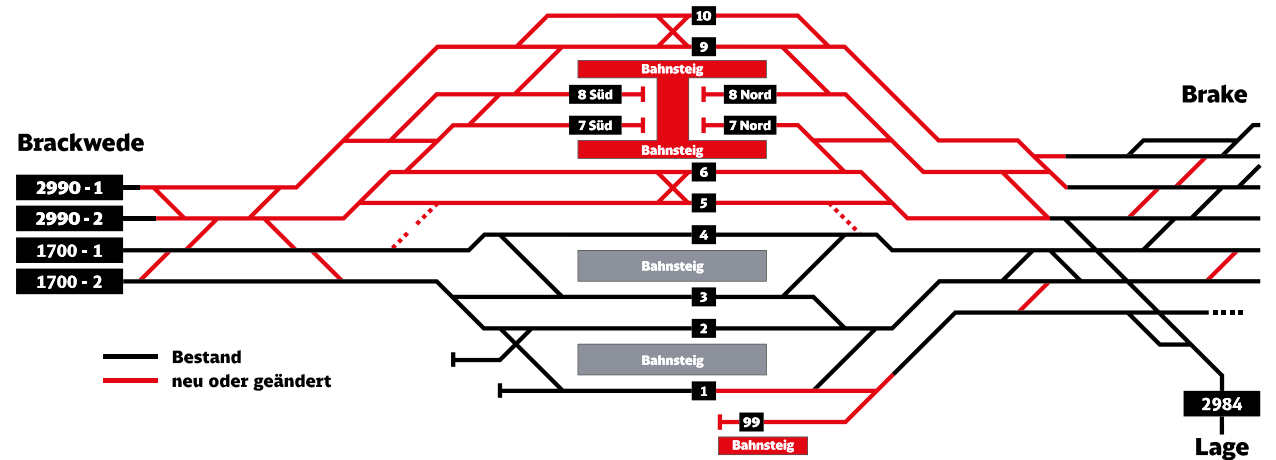 10
9
Bahnsteig
8 Süd
8 Nord
Brake
7 Süd
7 Nord
Brackwede
Bahnsteig
6
2990 - 1
5
2990 - 2
4
1700 - 1
Bahnsteig
1700 - 2
3
2
Bestand
Bahnsteig
neu oder geändert
1
2984
99
Bahnsteig
Lage